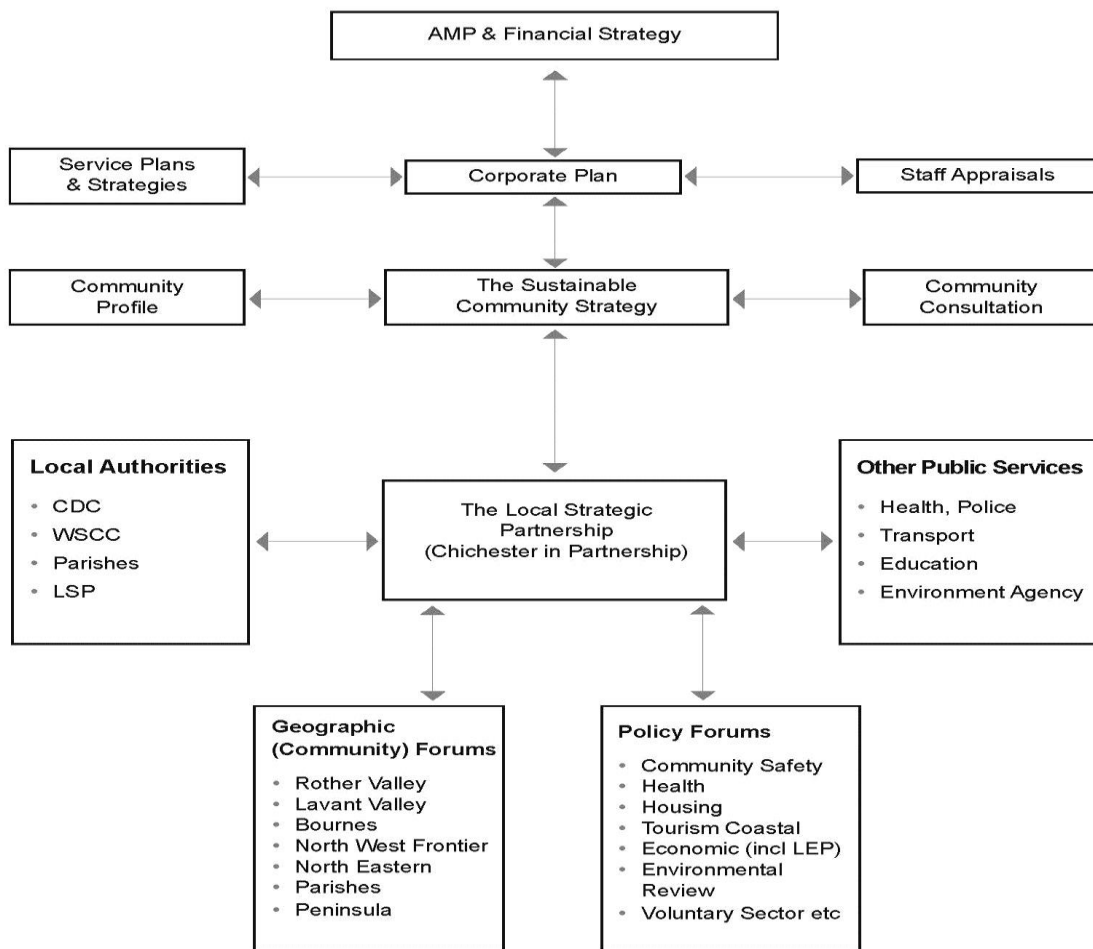 AMP & Financial Strategy
Service Plans
& Strategies
Corporate Plan
Staff Appraisals
Community
Profile
The Sustainable
Community Strategy
Community
Consultation
Local Authorities
• CDC
• WSCC
• Parishes
• LSP
The Local Strategic
Partnership
(Chichester in Partnership)
Other Public Services
• Health, Police
• Transport
• Education
• Environment Agency
Geographic
(Community) Forums
• Rother Valley
• Lavant Valley
• Bournes
• North West Frontier
• North Eastern
• Parishes
• Peninsula
Policy Forums
• Community Safety
• Health
• Housing
• Tourism Coastal
• Economic (incl LEP)
• Environmental
Review
• Voluntary Sector etc